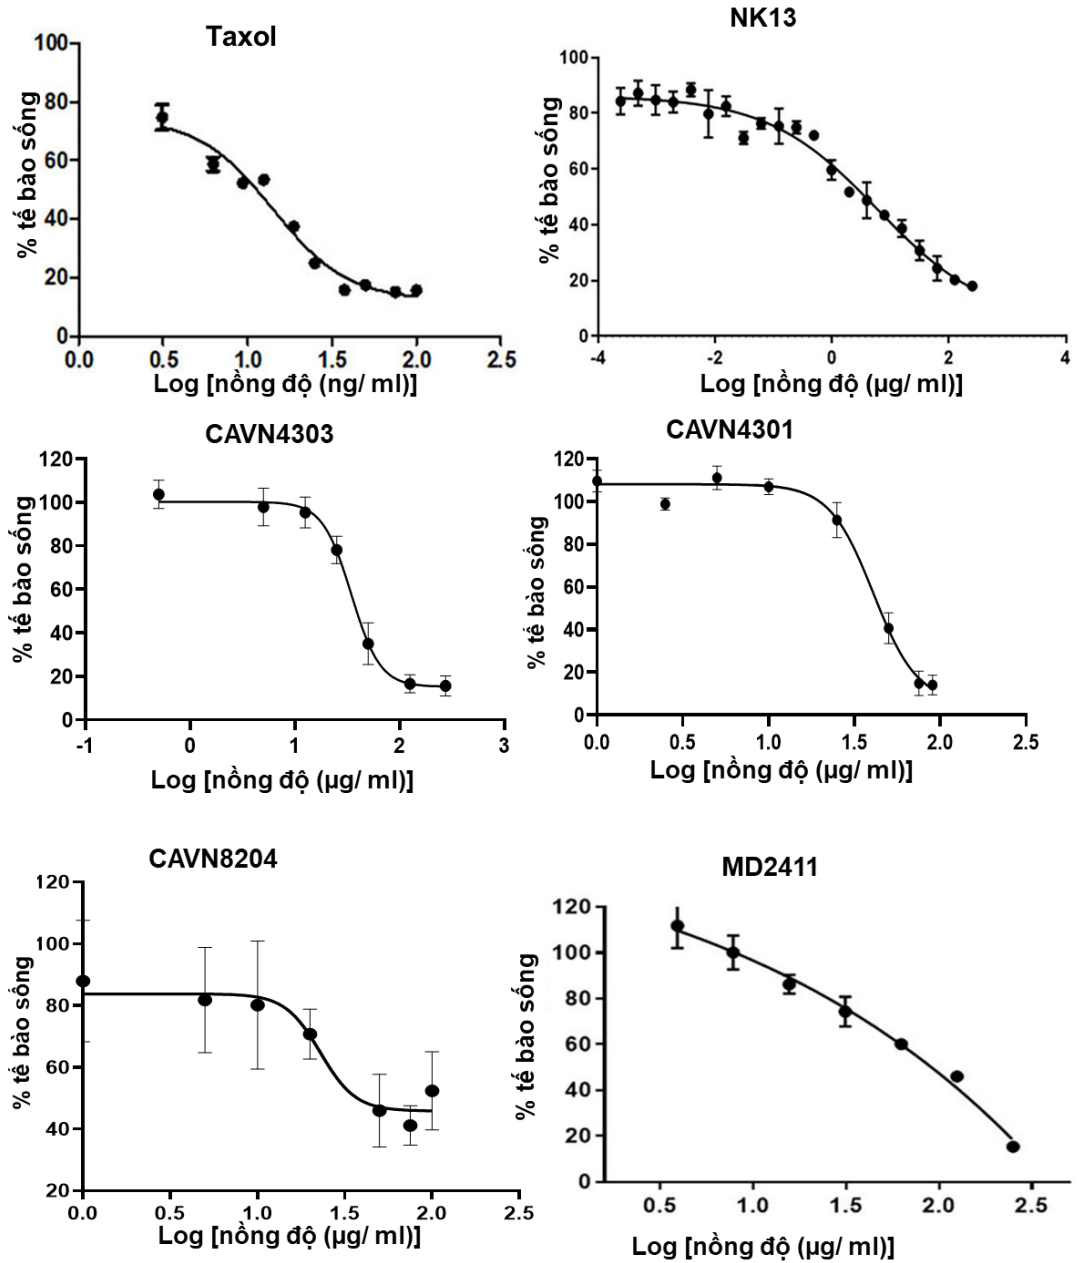 Taxol
% tế bào sống
100
80
60
40
20
0
0.0 0.5 1.0 1.5 2.0 2.5
Log [nồng độ (ng/ ml)]
NK13
% tế bào sống
100
80
60
40
20
0
-4 -2 0 2 4
Log [nồng độ (µg/ ml)]
CAVN4303
% tế bào sống
120
100
80
60
40
20
0
-1 0 1 2 3
Log [nồng độ (µg/ ml)]
CAVN4301
% tế bào sống
120
100
80
60
40
20
0
0.0 0.5 1.0 1.5 2.0 2.5
Log [nồng độ (µg/ ml)]
CAVN8204
% tế bào sống
120
100
80
60
40
20
0.0 0.5 1.0 1.5 2.0 2.5
Log [nồng độ (µg/ ml)]
MD2411
% tế bào sống
120
100
80
60
40
20
0
0.5 1.0 1.5 2.0 2.5
Log [nồng độ (µg/ ml)]